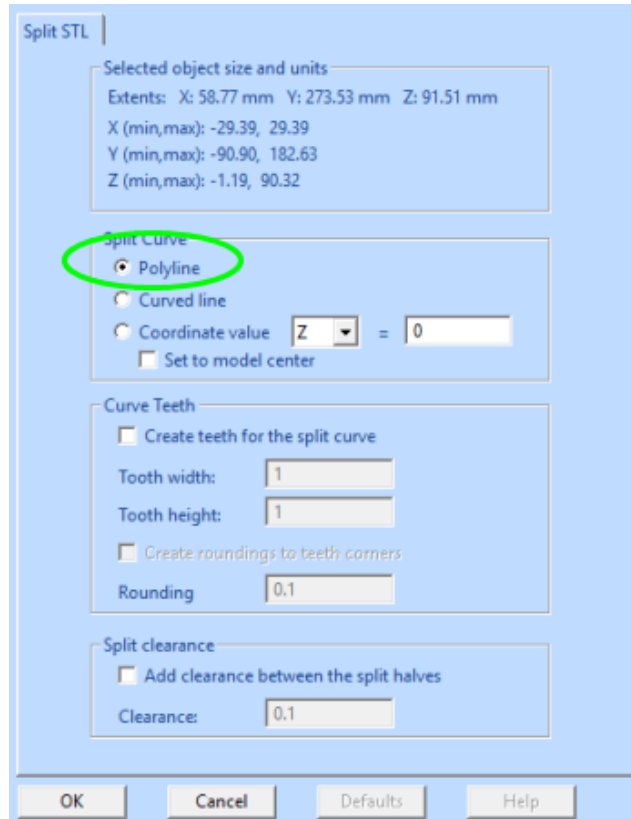 Split STL
Selected object size and units
Extents: X: 58.77 mm Y: 273.53 mm Z: 91.51 mm
X (min,max): -29.39, 29.39
Y (min,max): -90.90, 182.63
Z (min,max): -1.19, 90.32
Split Curve
Polyline
Curved line
Coordinate value Z = 0
Set to model center
Curve Teeth
Create teeth for the split curve
Tooth width: 1
Tooth height: 1
Create roundings to teeth corners
Rounding 0.1
Split clearance
Add clearance between the split halves
Clearance: 0.1
OK Cancel Defaults Help